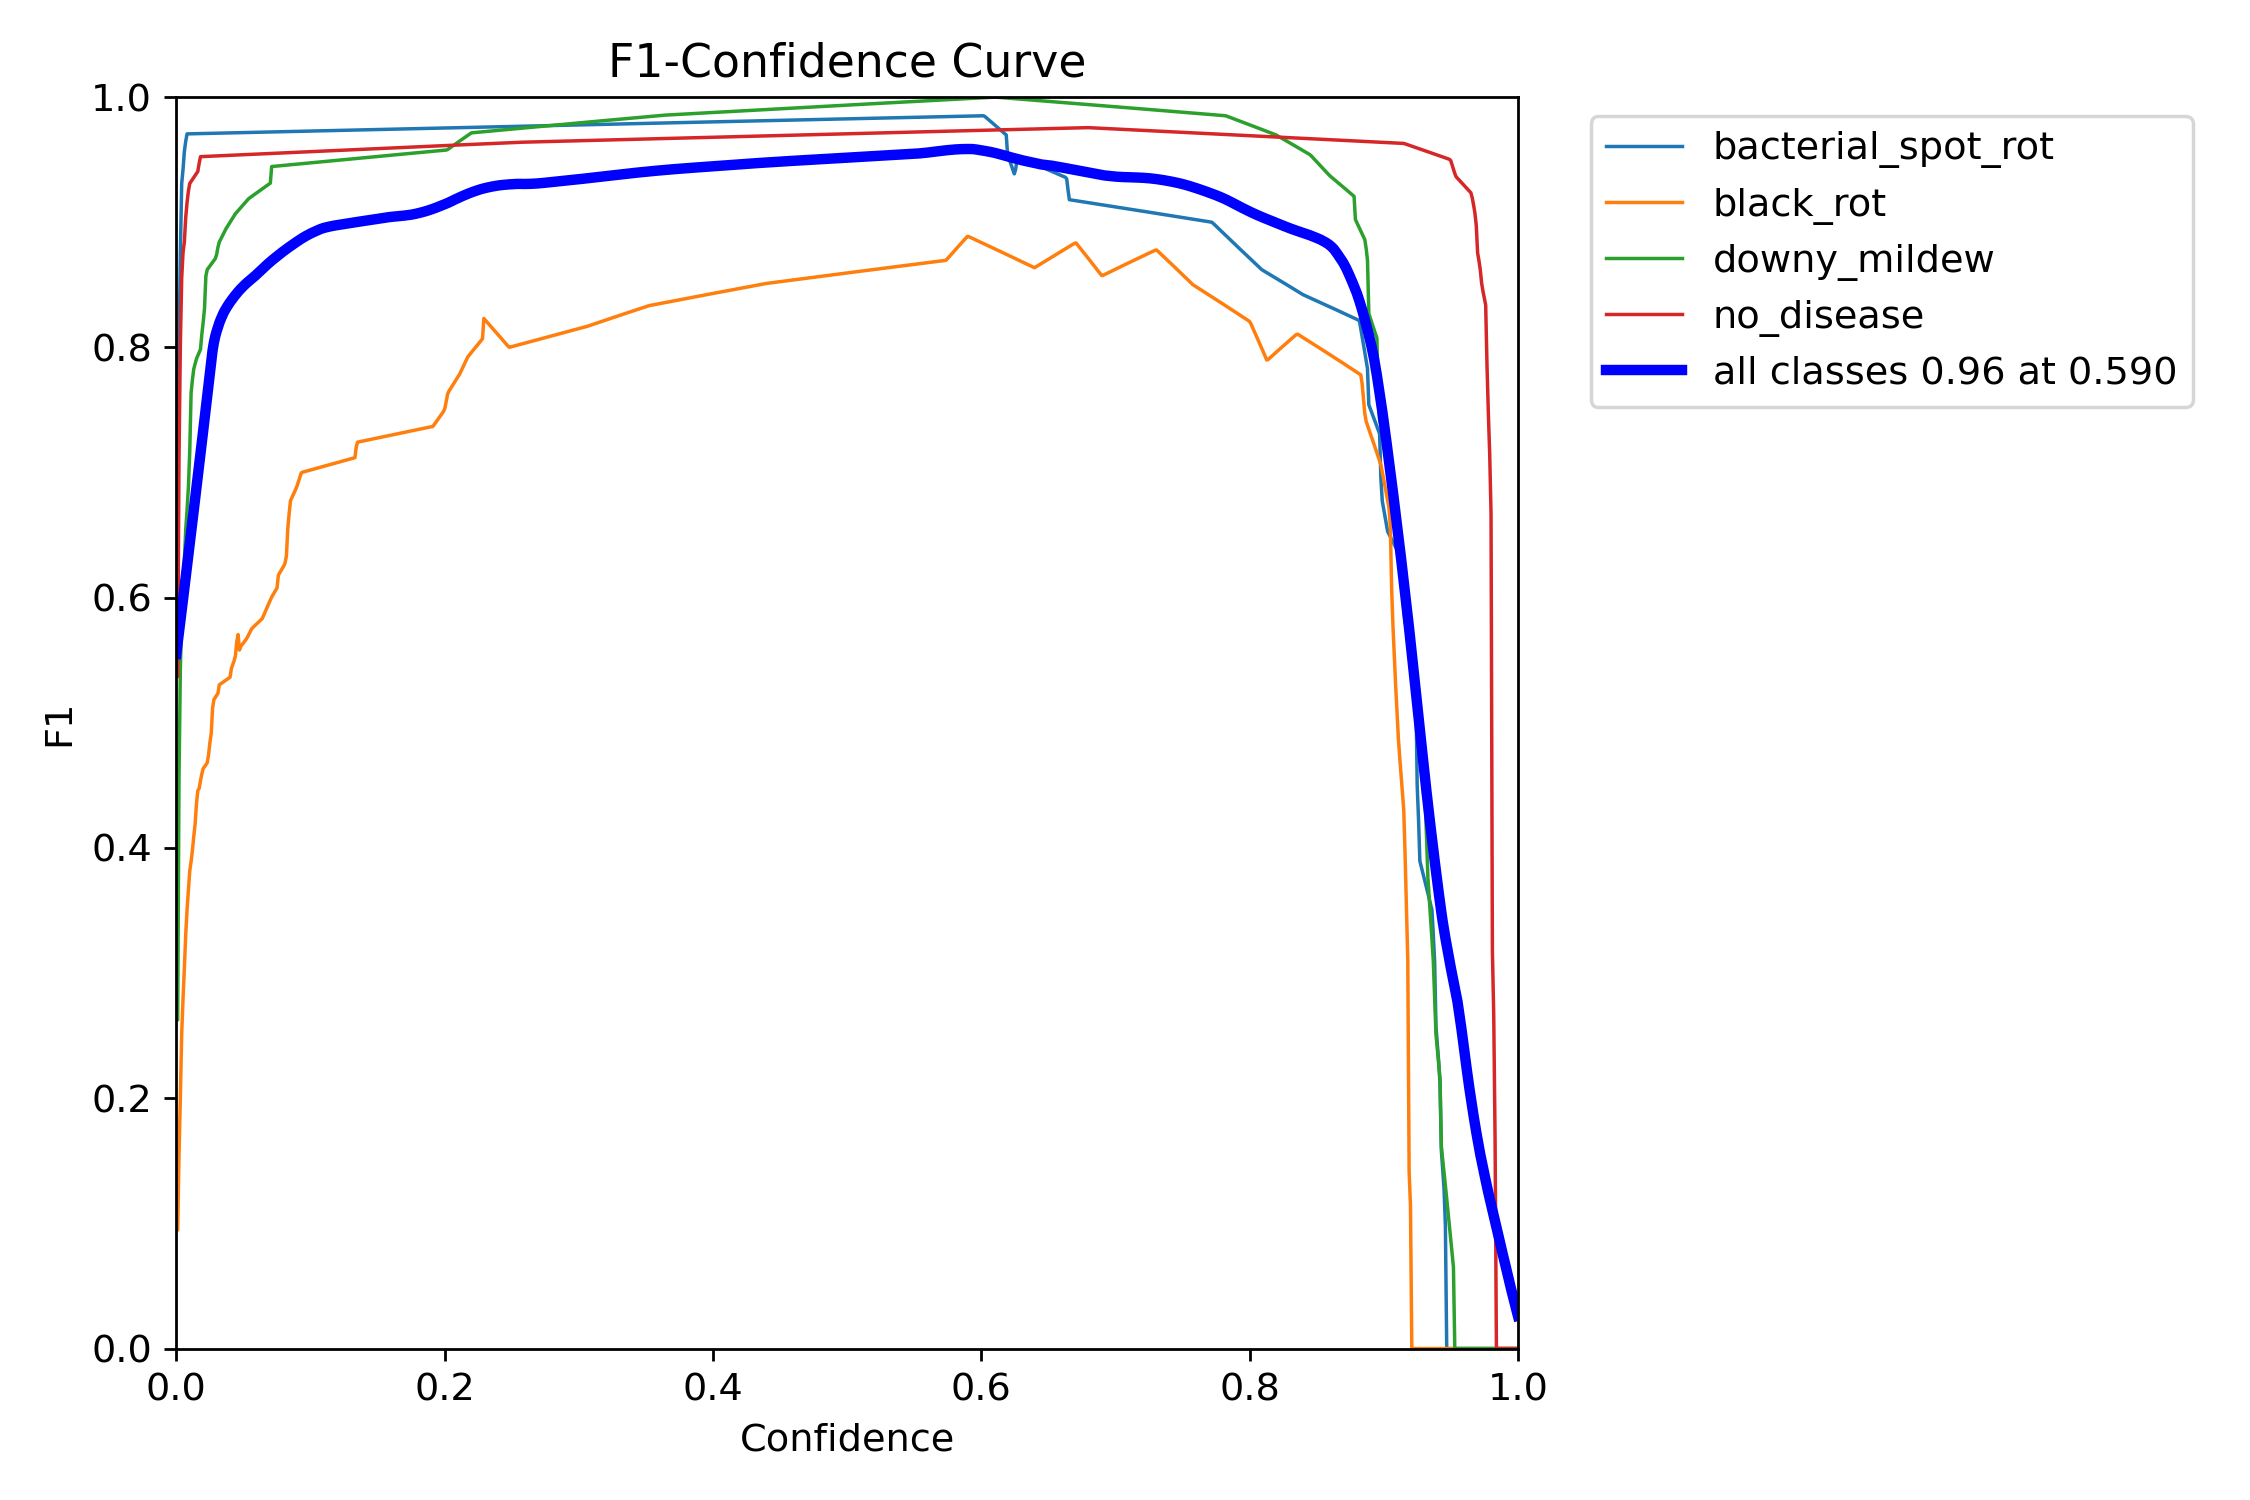 F1-Confidence Curve
1.0
0.8
0.6
0.4
0.2
0.0
F1
0.0 0.2 0.4 0.6 0.8 1.0
Confidence
bacterial_spot_rot
black_rot
downy_mildew
no_disease
all classes 0.96 at 0.590